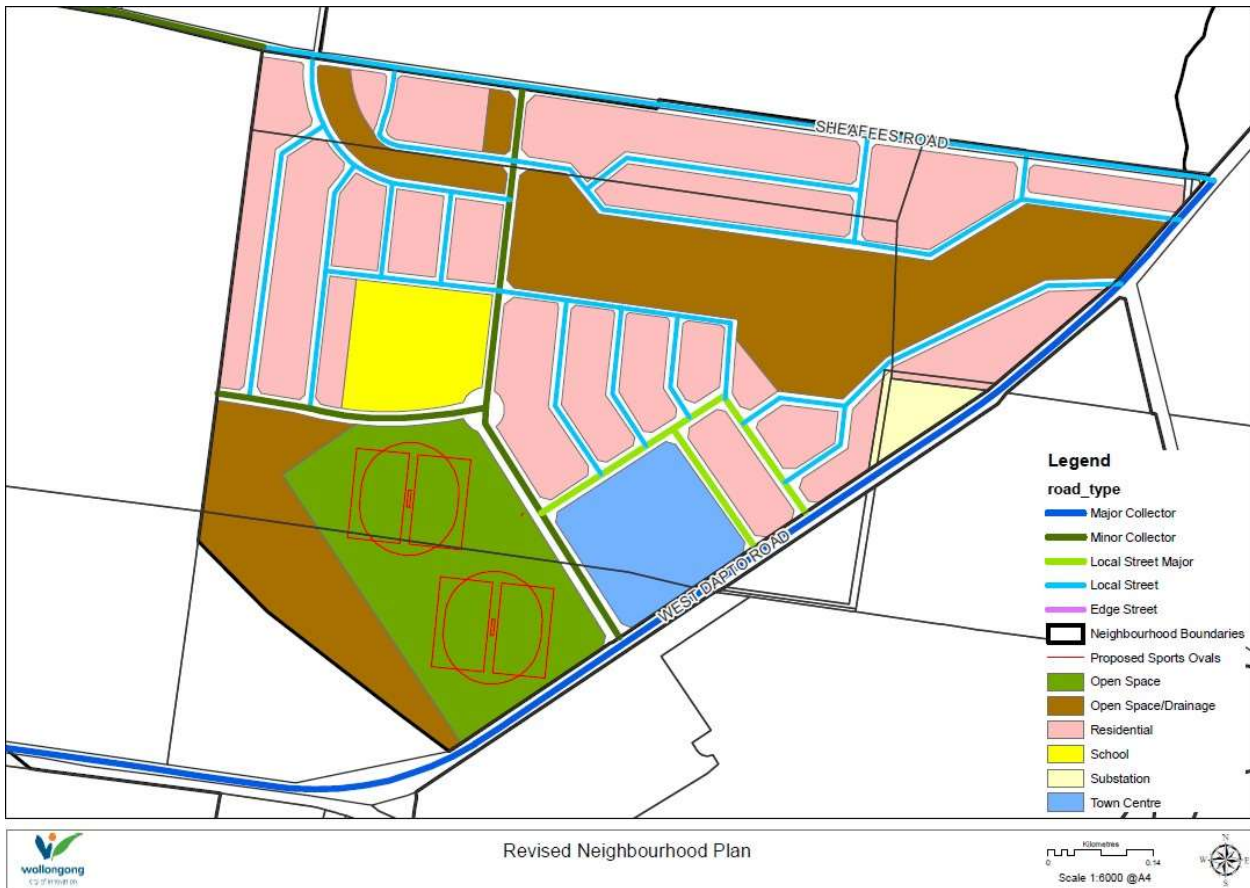 SHEAFFES ROAD
WEST DAPTO ROAD
Legend
road_type
Major Collector
Minor Collector
Local Street Major
Local Street
Edge Street
Neighbourhood Boundaries
Proposed Sports Ovals
Open Space
Open Space/Drainage
Residential
School
Substation
Town Centre
wollongong
Revised Neighbourhood Plan
Kilometres
0 0.14
Scale 1:6000 @A4
N
W E
S